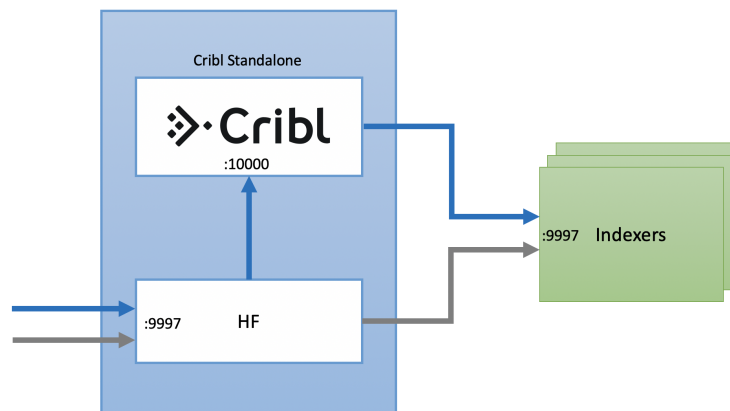 Cribl Standalone
Cribl
:10000
:9997
HF
:9997
Indexers